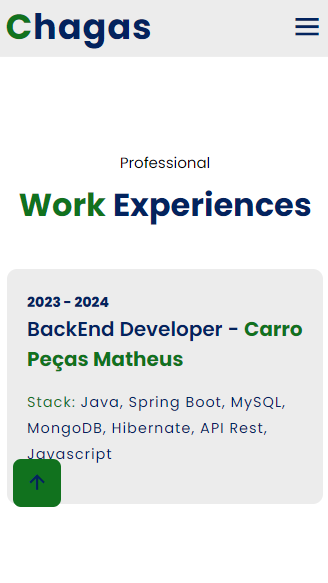 Chagas
Professional
Work Experiences
2023 - 2024
BackEnd Developer - Carro
Peças Matheus
Stack: Java, Spring Boot, MySQL,
MongoDB, Hibernate, API Rest,
Javascript